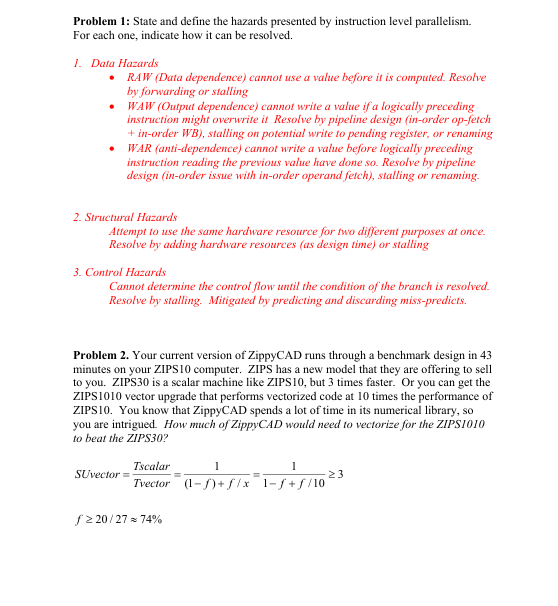 Problem 1: State and define the hazards presented by instruction level parallelism.
For each one, indicate how it can be resolved.
1. Data Hazards
• RAW (Data dependence) cannot use a value before it is computed. Resolve
by forwarding or stalling
• WAW (Output dependence) cannot write a value if a logically preceding
instruction might overwrite it Resolve by pipeline design (in-order op-fetch
+ in-order WB), stalling on potential write to pending register, or renaming
• WAR (anti-dependence) cannot write a value before logically preceding
instruction reading the previous value have done so. Resolve by pipeline
design (in-order issue with in-order operand fetch), stalling or renaming.
2. Structural Hazards
Attempt to use the same hardware resource for two different purposes at once.
Resolve by adding hardware resources (as design time) or stalling
3. Control Hazards
Cannot determine the control flow until the condition of the branch is resolved.
Resolve by stalling. Mitigated by predicting and discarding miss-predicts.
Problem 2. Your current version of ZippyCAD runs through a benchmark design in 43
minutes on your ZIPS10 computer. ZIPS has a new model that they are offering to sell
to you. ZIPS30 is a scalar machine like ZIPS10, but 3 times faster. Or you can get the
ZIPS1010 vector upgrade that performs vectorized code at 10 times the performance of
ZIPS10. You know that ZippyCAD spends a lot of time in its numerical library, so
you are intrigued. How much of ZippyCAD would need to vectorize for the ZIPS1010
to beat the ZIPS30?
SUvector = Tscalar / Tvector = 1 / (1 − f) + f / x = 1 / 1 − f + f /10 ≥ 3
f ≥ 20 / 27 ≈ 74%